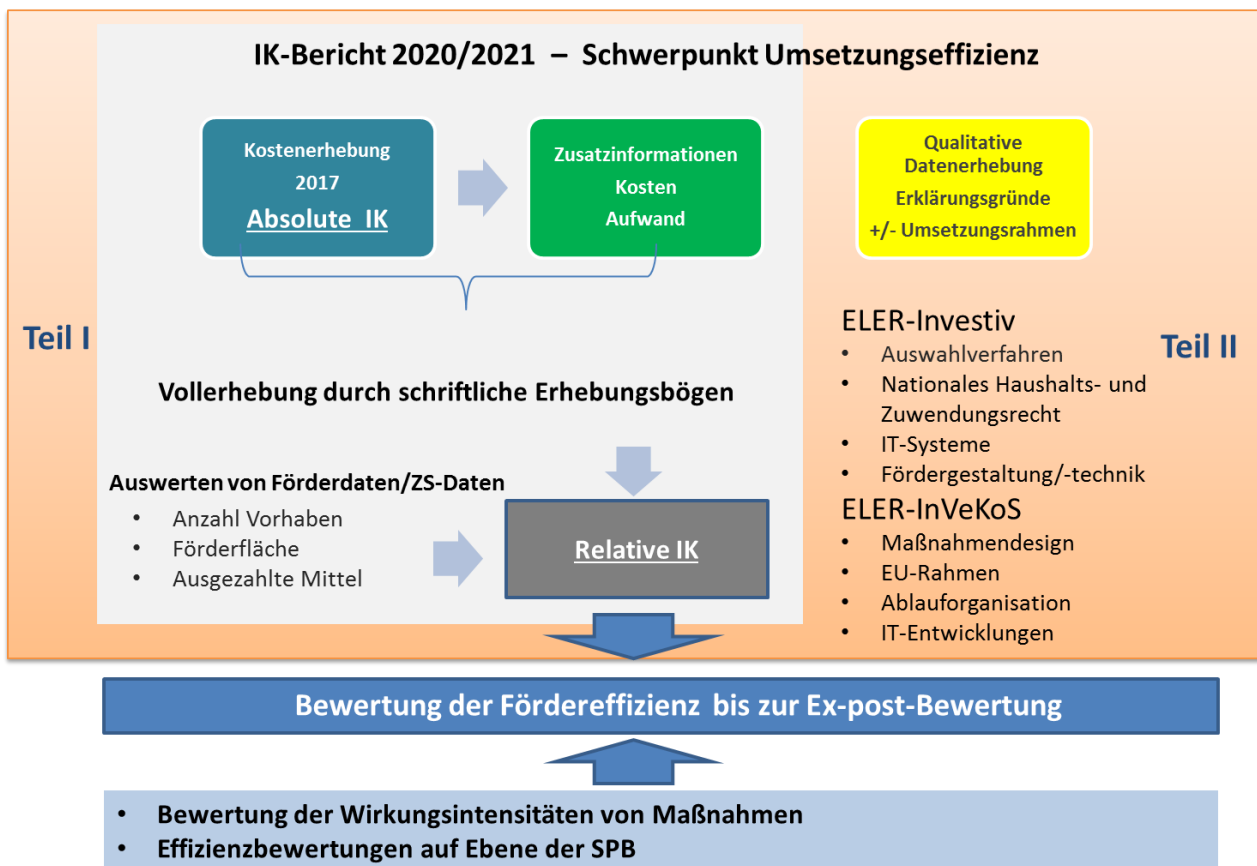 IK-Bericht 2020/2021 – Schwerpunkt Umsetzungseffizienz
Kostenerhebung
2017
Absolute IK
Zusatzinformationen
Kosten
Aufwand
Qualitative
Datenerhebung
Erklärungsgründe
+/- Umsetzungsrahmen
Teil I
Vollerhebung durch schriftliche Erhebungsbögen
Auswerten von Förderdaten/ZS-Daten
• Anzahl Vorhaben
• Förderfläche
• Ausgezahlte Mittel
Relative IK
Teil II
ELER-Investiv
• Auswahlverfahren
• Nationales Haushalts- und
Zuwendungsrecht
• IT-Systeme
• Fördergestaltung/-technik
ELER-InVeKoS
• Maßnahmendesign
• EU-Rahmen
• Ablauforganisation
• IT-Entwicklungen
Bewertung der Fördereffizienz bis zur Ex-post-Bewertung
• Bewertung der Wirkungsintensitäten von Maßnahmen
• Effizienzbewertungen auf Ebene der SPB